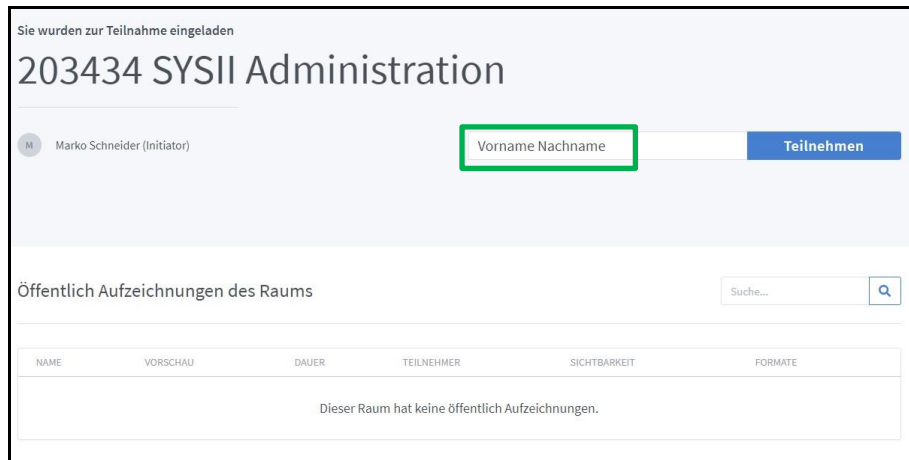 Sie wurden zur Teilnahme eingeladen
203434 SYSII Administration
M Marko Schneider (Initiator)
Vorname Nachname
Teilnehmen
Öffentlich Aufzeichnungen des Raums
Suche...
NAME VORSCHAU DAUER TEILNEHMER SICHTBARKEIT FORMATE
Dieser Raum hat keine öffentlich Aufzeichnungen.